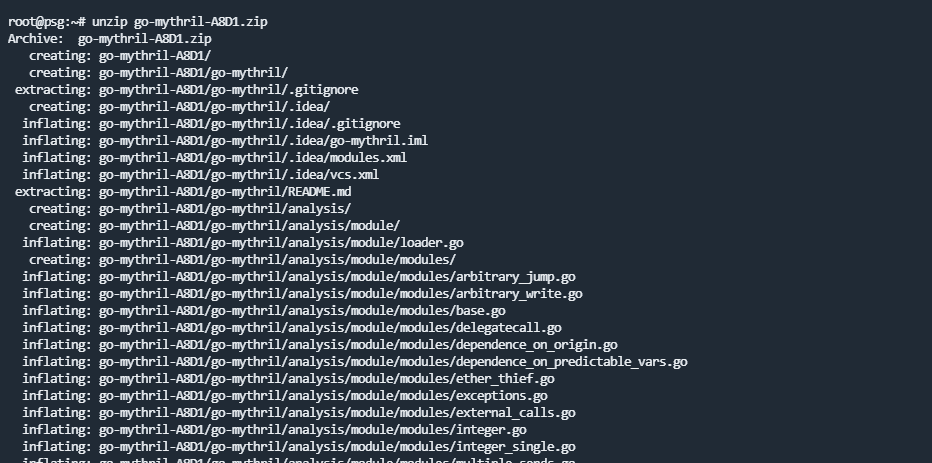 root@psg:~# unzip go-mythril-A8D1.zip
Archive:  go-mythril-A8D1.zip
   creating: go-mythril-A8D1/
   creating: go-mythril-A8D1/go-mythril/
 extracting: go-mythril-A8D1/go-mythril/.gitignore
   creating: go-mythril-A8D1/go-mythril/.idea/
  inflating: go-mythril-A8D1/go-mythril/.idea/.gitignore
  inflating: go-mythril-A8D1/go-mythril/.idea/go-mythril.iml
  inflating: go-mythril-A8D1/go-mythril/.idea/modules.xml
  inflating: go-mythril-A8D1/go-mythril/.idea/vcs.xml
 extracting: go-mythril-A8D1/go-mythril/README.md
   creating: go-mythril-A8D1/go-mythril/analysis/
   creating: go-mythril-A8D1/go-mythril/analysis/module/
  inflating: go-mythril-A8D1/go-mythril/analysis/module/loader.go
   creating: go-mythril-A8D1/go-mythril/analysis/module/modules/
  inflating: go-mythril-A8D1/go-mythril/analysis/module/modules/arbitrary_jump.go
  inflating: go-mythril-A8D1/go-mythril/analysis/module/modules/arbitrary_write.go
  inflating: go-mythril-A8D1/go-mythril/analysis/module/modules/base.go
  inflating: go-mythril-A8D1/go-mythril/analysis/module/modules/delegatecall.go
  inflating: go-mythril-A8D1/go-mythril/analysis/module/modules/dependence_on_origin.go
  inflating: go-mythril-A8D1/go-mythril/analysis/module/modules/dependence_on_predictable_vars.go
  inflating: go-mythril-A8D1/go-mythril/analysis/module/modules/ether_thief.go
  inflating: go-mythril-A8D1/go-mythril/analysis/module/modules/exceptions.go
  inflating: go-mythril-A8D1/go-mythril/analysis/module/modules/external_calls.go
  inflating: go-mythril-A8D1/go-mythril/analysis/module/modules/integer.go
  inflating: go-mythril-A8D1/go-mythril/analysis/module/modules/integer_single.go
  inflating: go-mythril-A8D1/go-mythril/analysis/module/modules/multiple_sends.go